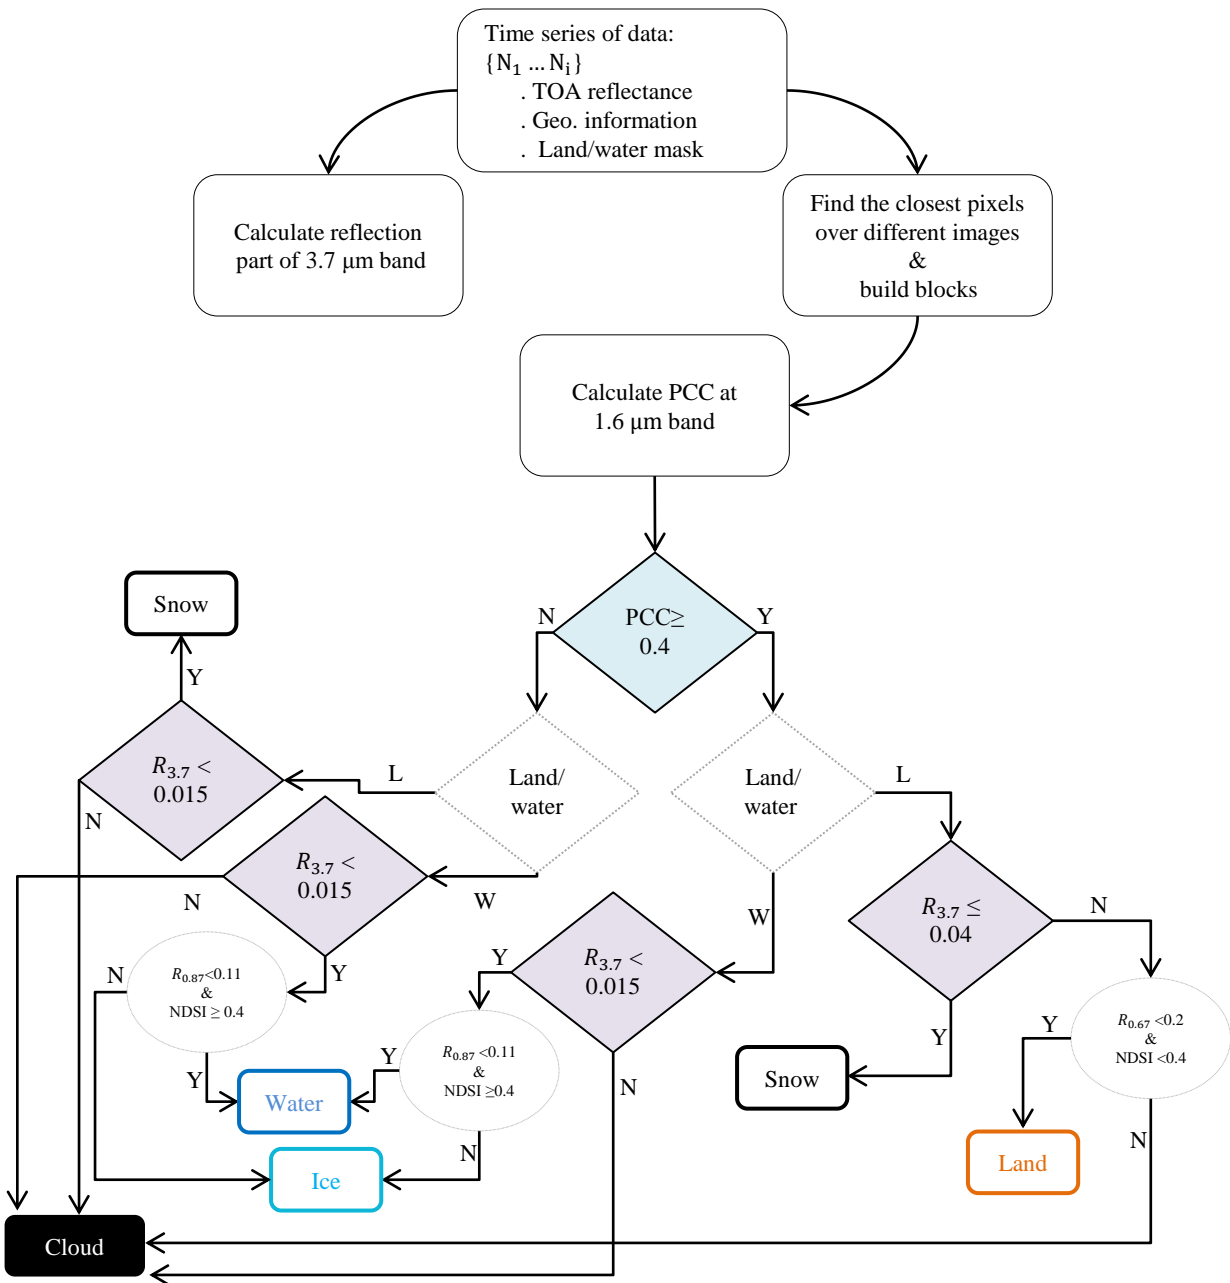 Time series of data:
{N₁ ... Nᵢ}
. TOA reflectance
. Geo. information
. Land/water mask
Calculate reflection
part of 3.7 μm band
Find the closest pixels
over different images
&
build blocks
Calculate PCC at
1.6 μm band
Snow
N
PCC≥
0.4
Y
Y
R₃.₇ <
0.015
L
Land/
water
Land/
water
L
N
R₃.₇ <
0.015
N
W
W
R₃.₇ ≤
0.04
N
N
R₀.₈₇<0.11
&
NDSI ≥ 0.4
Y
Y
R₃.₇ <
0.015
Y
R₀.₈₇ <0.11
&
NDSI ≥0.4
Y
Y
R₀.₆₇ <0.2
&
NDSI <0.4
Y
Y
N
Water
Snow
N
N
Ice
Land
Cloud